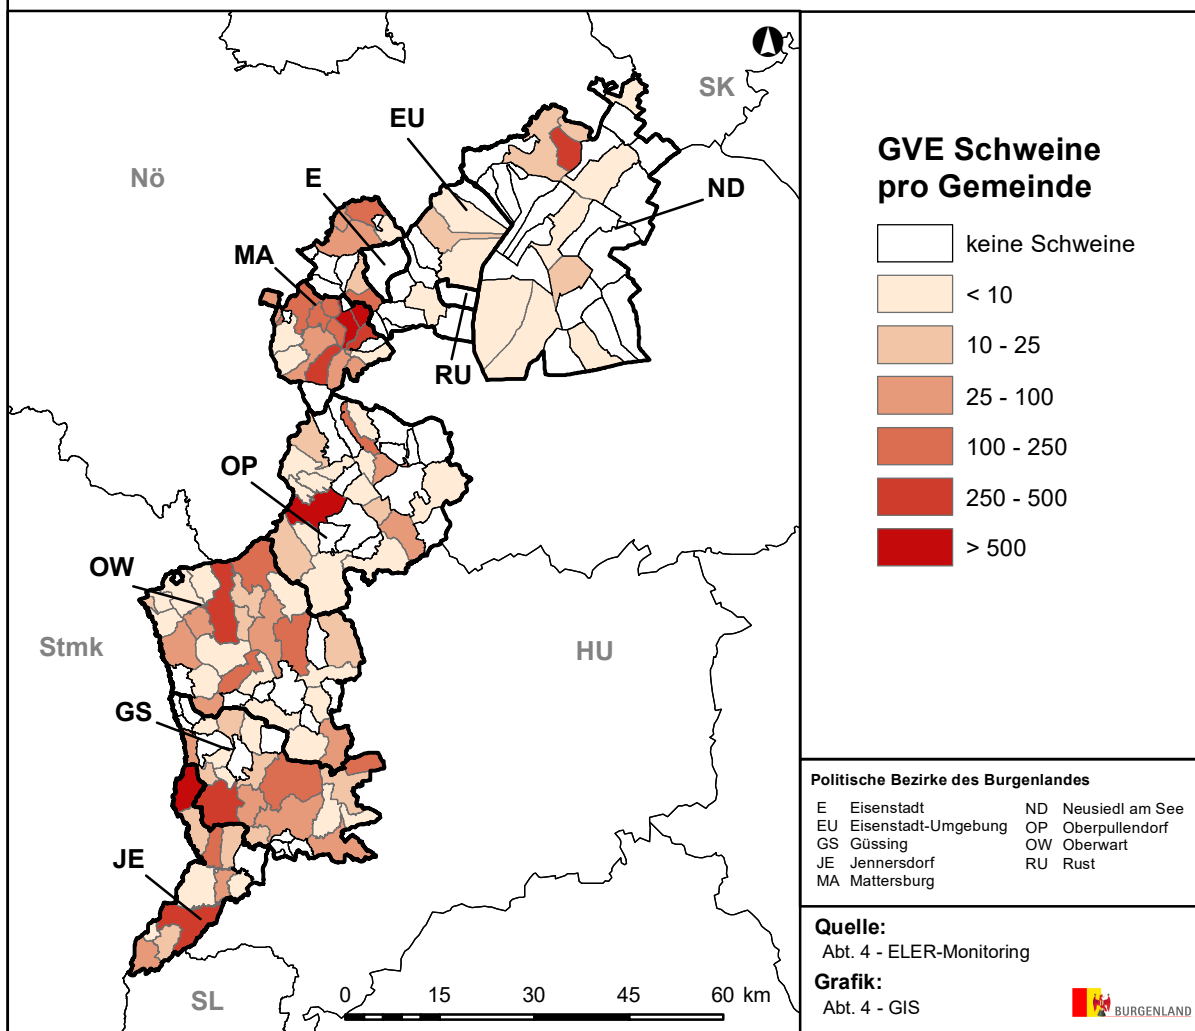 SK
EU
Nö
E
ND
MA
RU
OP
OW
Stmk
HU
GS
JE
SL
0 15 30 45 60 km
GVE Schweine
pro Gemeinde
keine Schweine
< 10
10 - 25
25 - 100
100 - 250
250 - 500
> 500
Politische Bezirke des Burgenlandes
E Eisenstadt
EU Eisenstadt-Umgebung
GS Güssing
JE Jennersdorf
MA Mattersburg
ND Neusiedl am See
OP Oberpullendorf
OW Oberwart
RU Rust
Quelle:
Abt. 4 - ELER-Monitoring
Grafik:
Abt. 4 - GIS
BURGENLAND